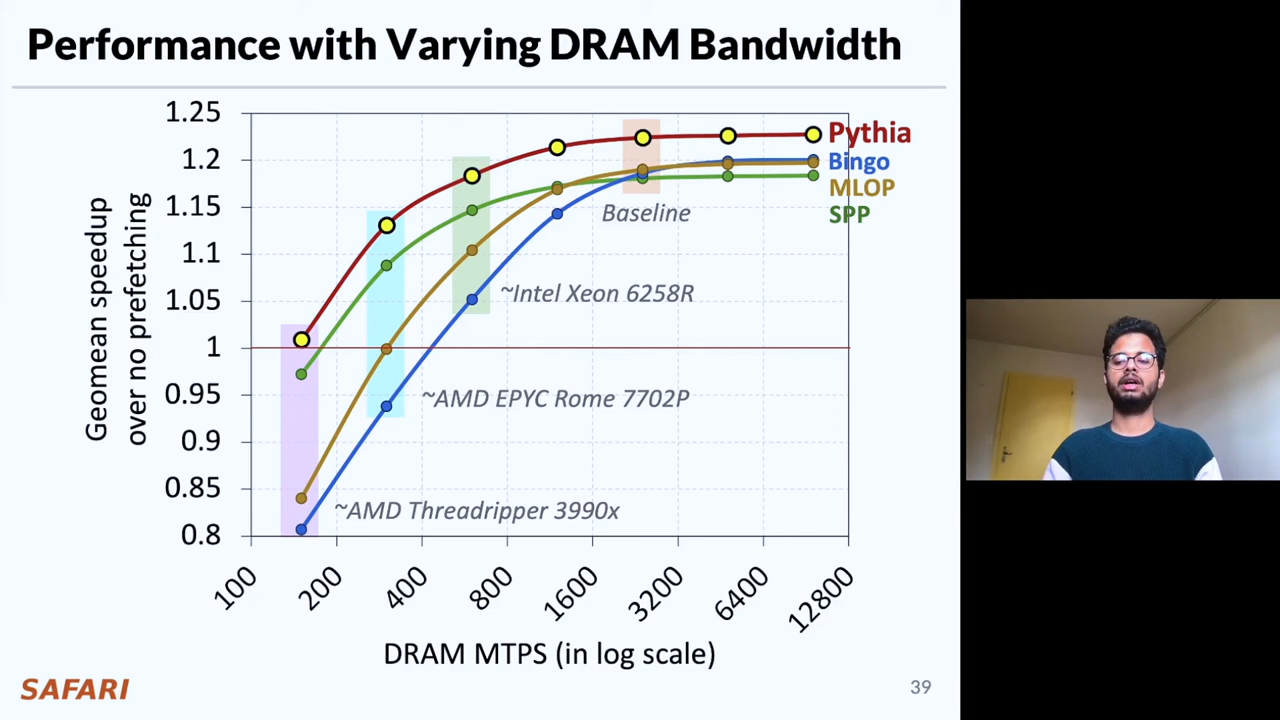 Performance with Varying DRAM Bandwidth
Geomean speedup
over no prefetching
1.25
1.2
1.15
1.1
1.05
1
0.95
0.9
0.85
0.8
Pythia
Bingo
MLOP
SPP
Baseline
~Intel Xeon 6258R
~AMD EPYC Rome 7702P
~AMD Threadripper 3990x
100
200
400
800
1600
3200
6400
12800
DRAM MTPS (in log scale)
SAFARI
39